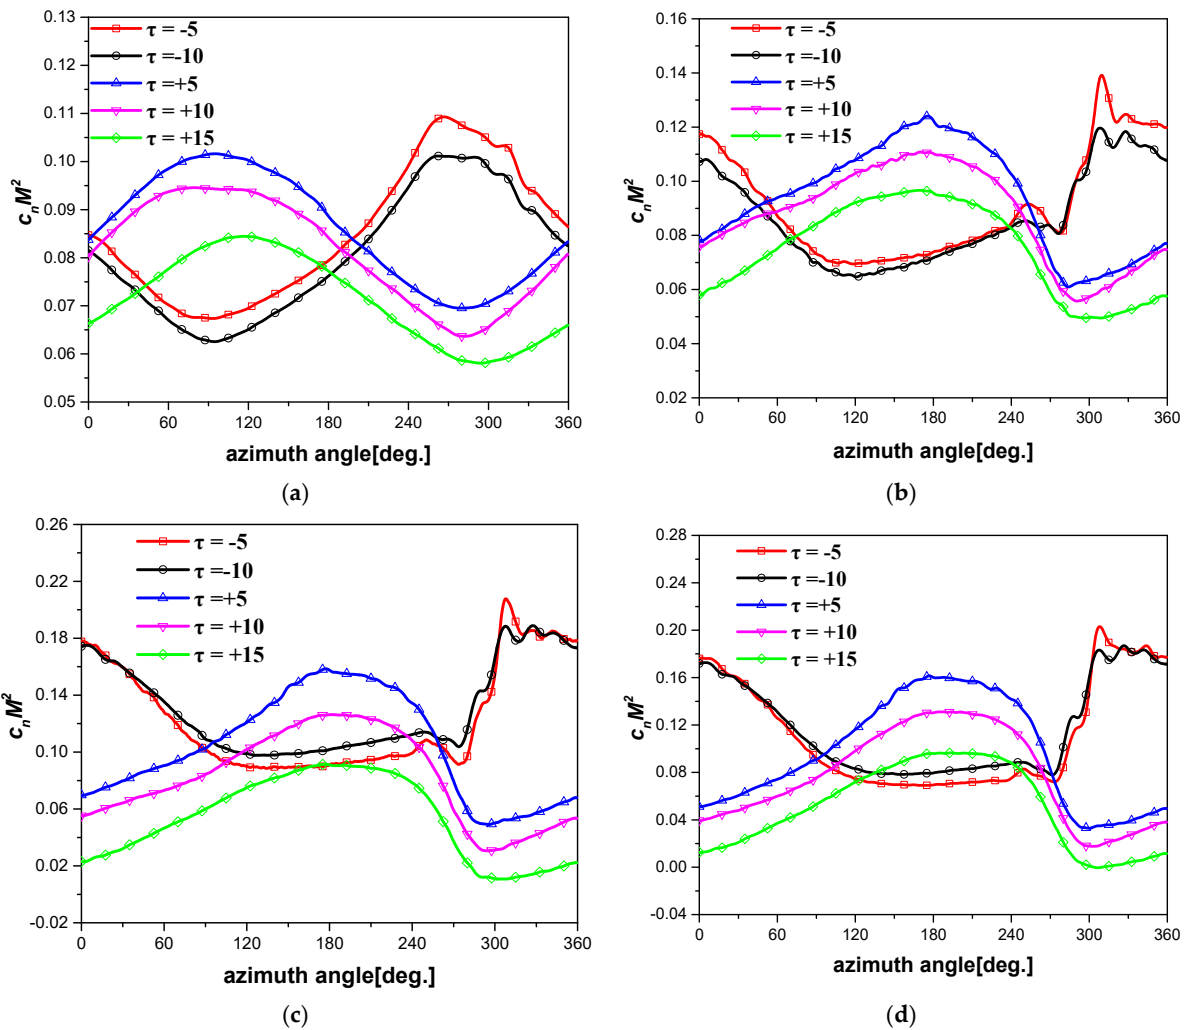 0.13
0.12
0.11
0.10
0.09
0.08
0.07
0.06
0.05
cₙM²
τ = -5
τ =-10
τ =+5
τ = +10
τ = +15
0 60 120 180 240 300 360
azimuth angle[deg.]
(a)
0.16
0.14
0.12
0.10
0.08
0.06
0.04
0.02
cₙM²
τ = -5
τ =-10
τ =+5
τ = +10
τ = +15
0 60 120 180 240 300 360
azimuth angle[deg.]
(b)
0.26
0.22
0.18
0.14
0.10
0.06
0.02
-0.02
cₙM²
τ = -5
τ =-10
τ =+5
τ = +10
τ = +15
0 60 120 180 240 300 360
azimuth angle[deg.]
(c)
0.28
0.24
0.20
0.16
0.12
0.08
0.04
0.00
-0.04
cₙM²
τ = -5
τ =-10
τ =+5
τ = +10
τ = +15
0 60 120 180 240 300 360
azimuth angle[deg.]
(d)